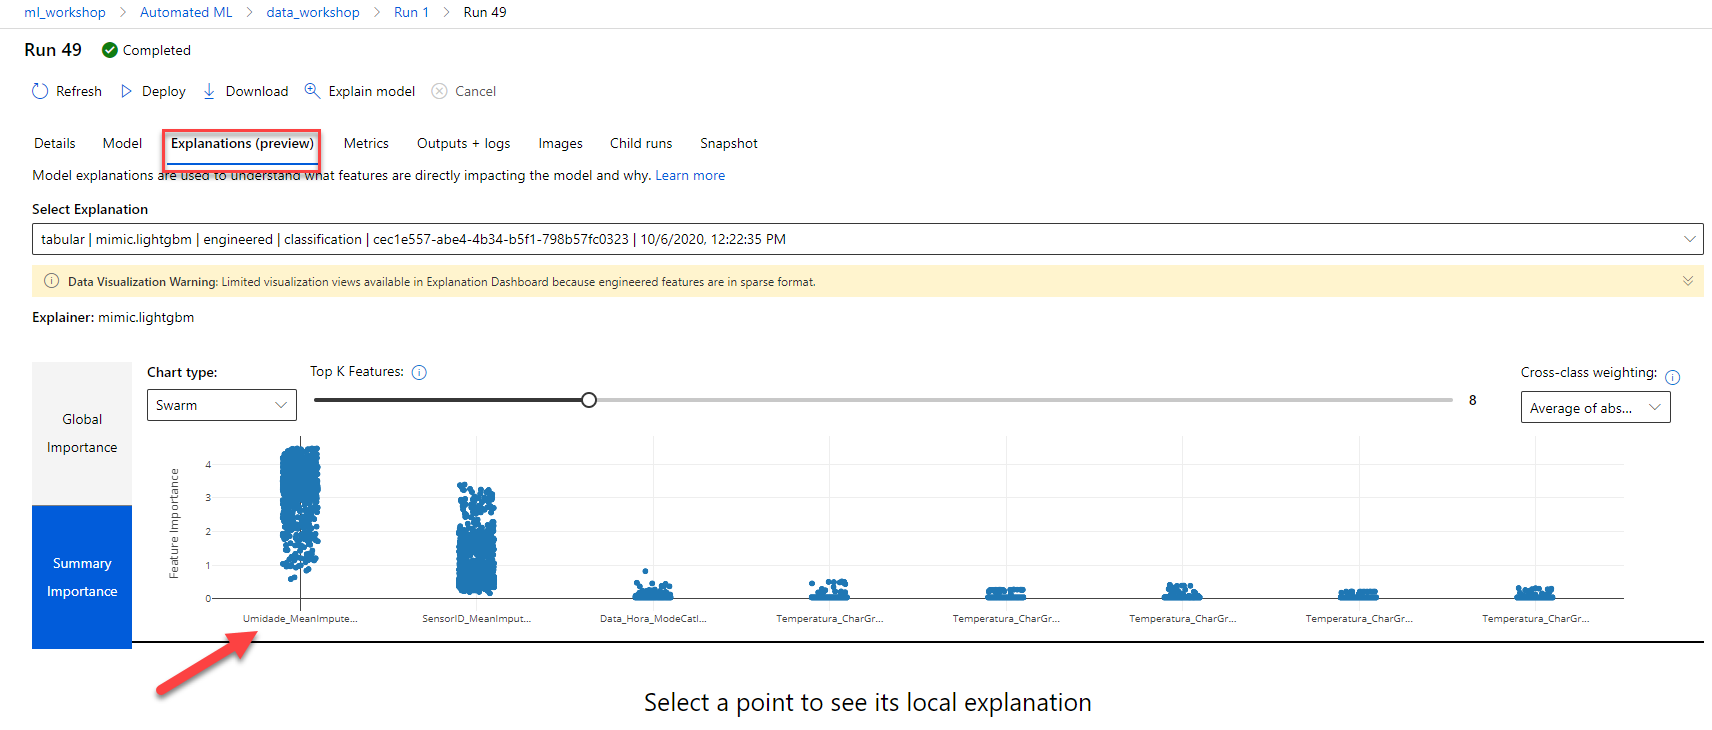 ml_workshop > Automated ML > data_workshop > Run 1 > Run 49
Run 49 Completed
Refresh Deploy Download Explain model Cancel
Details Model Explanations (preview) Metrics Outputs + logs Images Child runs Snapshot
Model explanations are used to understand what features are directly impacting the model and why. Learn more
Select Explanation
tabular | mimic.lightgbm | engineered | classification | cec1e557-abe4-4b34-b5f1-798b57fc0323 | 10/6/2020, 12:22:35 PM
Data Visualization Warning: Limited visualization views available in Explanation Dashboard because engineered features are in sparse format.
Explainer: mimic.lightgbm
Global
Importance
Summary
Importance
Chart type:
Swarm
Top K Features:
8
Cross-class weighting:
Average of abs...
Feature Importance
4
3
2
1
0
Umidade_MeanImpute... SensorID_MeanImput... Data_Hora_ModeCatI... Temperatura_CharGr... Temperatura_CharGr... Temperatura_CharGr... Temperatura_CharGr... Temperatura_CharGr...
Select a point to see its local explanation